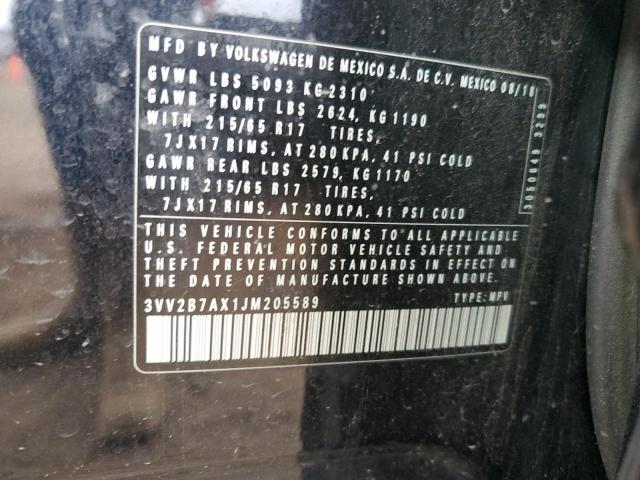 MFD BY VOLKSWAGEN DE MEXICO S.A. DE C.V. MEXICO 08/18
GVWR LBS 5093 KG 2310
GAWR FRONT LBS 2624, KG 1190
WITH 215/65 R17 TIRES,
7JX17 RIMS, AT 280 KPA, 41 PSI COLD
GAWR REAR LBS 2579, KG 1170
WITH 215/65 R17 TIRES,
7JX17 RIMS, AT 280 KPA, 41 PSI COLD
3050849 3299
THIS VEHICLE CONFORMS TO ALL APPLICABLE
U.S. FEDERAL MOTOR VEHICLE SAFETY AND
THEFT PREVENTION STANDARDS IN EFFECT ON
THE DATE OF MANUFACTURE SHOWN ABOVE.
3VV2B7AX1JM205589 TYPE: MPV